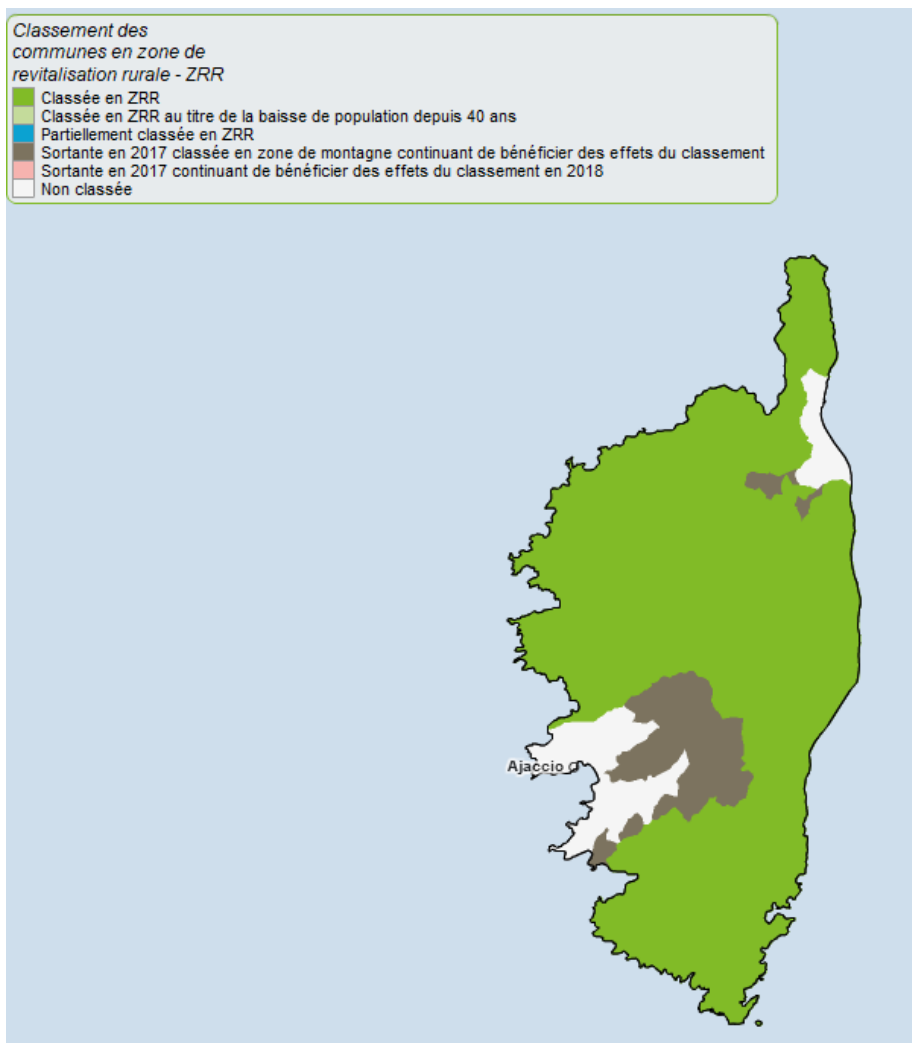 Classement des
communes en zone de
revitalisation rurale - ZRR
Classée en ZRR
Classée en ZRR au titre de la baisse de population depuis 40 ans
Partiellement classée en ZRR
Sortante en 2017 classée en zone de montagne continuant de bénéficier des effets du classement
Sortante en 2017 continuant de bénéficier des effets du classement en 2018
Non classée
Ajaccio